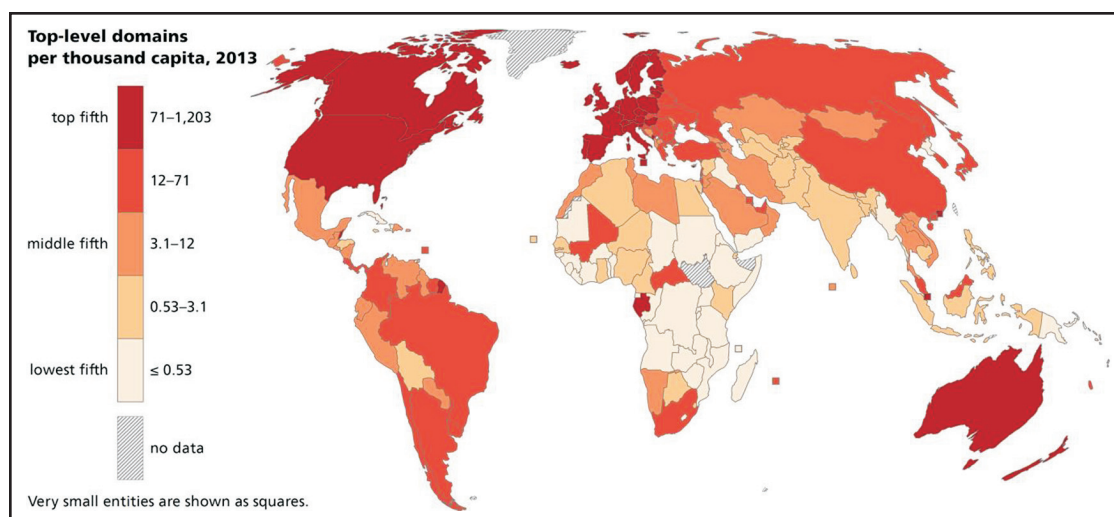 Top-level domains
per thousand capita, 2013
top fifth
71–1,203
12–71
middle fifth
3.1–12
0.53–3.1
lowest fifth
≤ 0.53
no data
Very small entities are shown as squares.